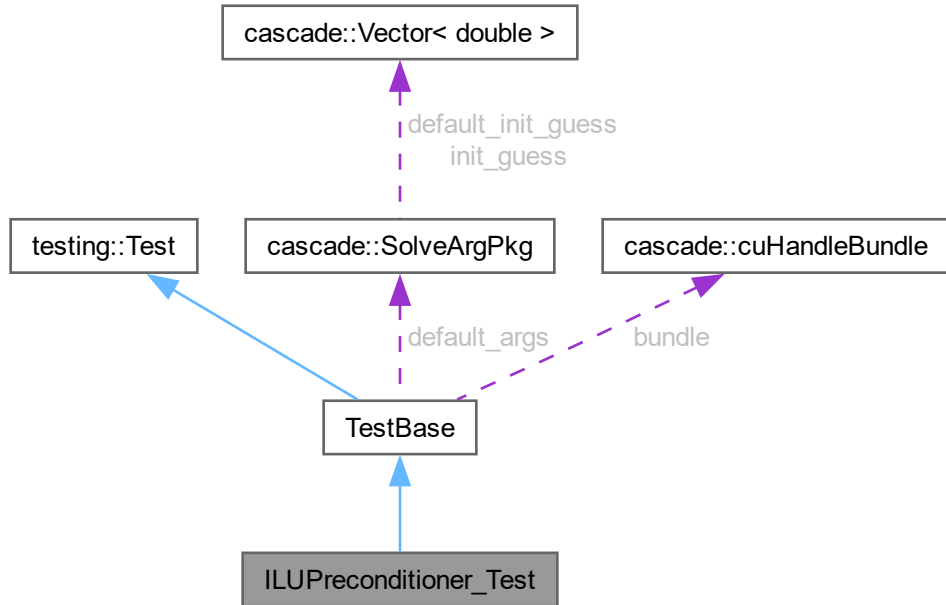 cascade::Vector< double >
default_init_guess
init_guess
testing::Test
cascade::SolveArgPkg
cascade::cuHandleBundle
default_args
bundle
TestBase
ILUPreconditioner_Test